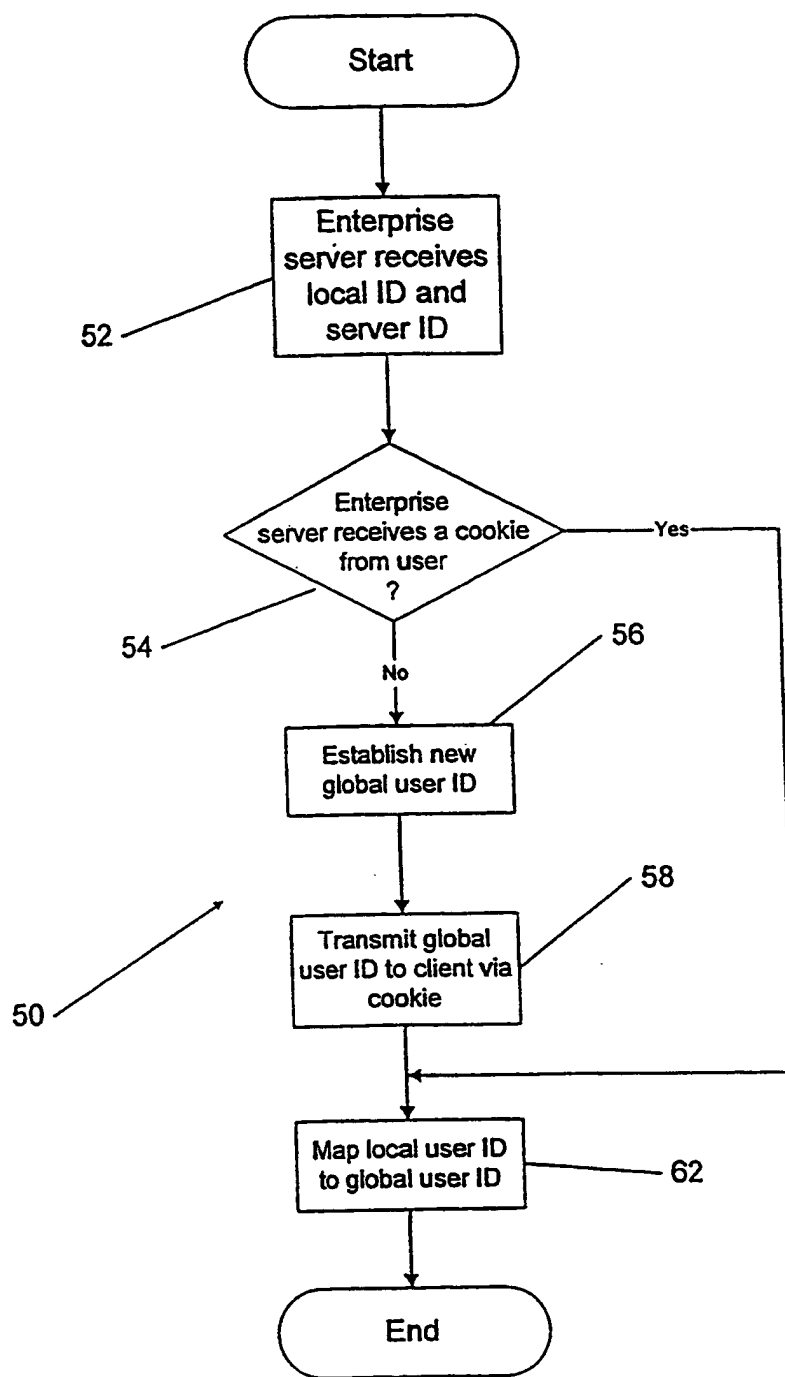 Start
Enterprise
server receives
local ID and
server ID
52
Enterprise
server receives a cookie
from user
?
Yes
54
No
56
Establish new
global user ID
58
Transmit global
user ID to client via
cookie
50
Map local user ID
to global user ID
62
End